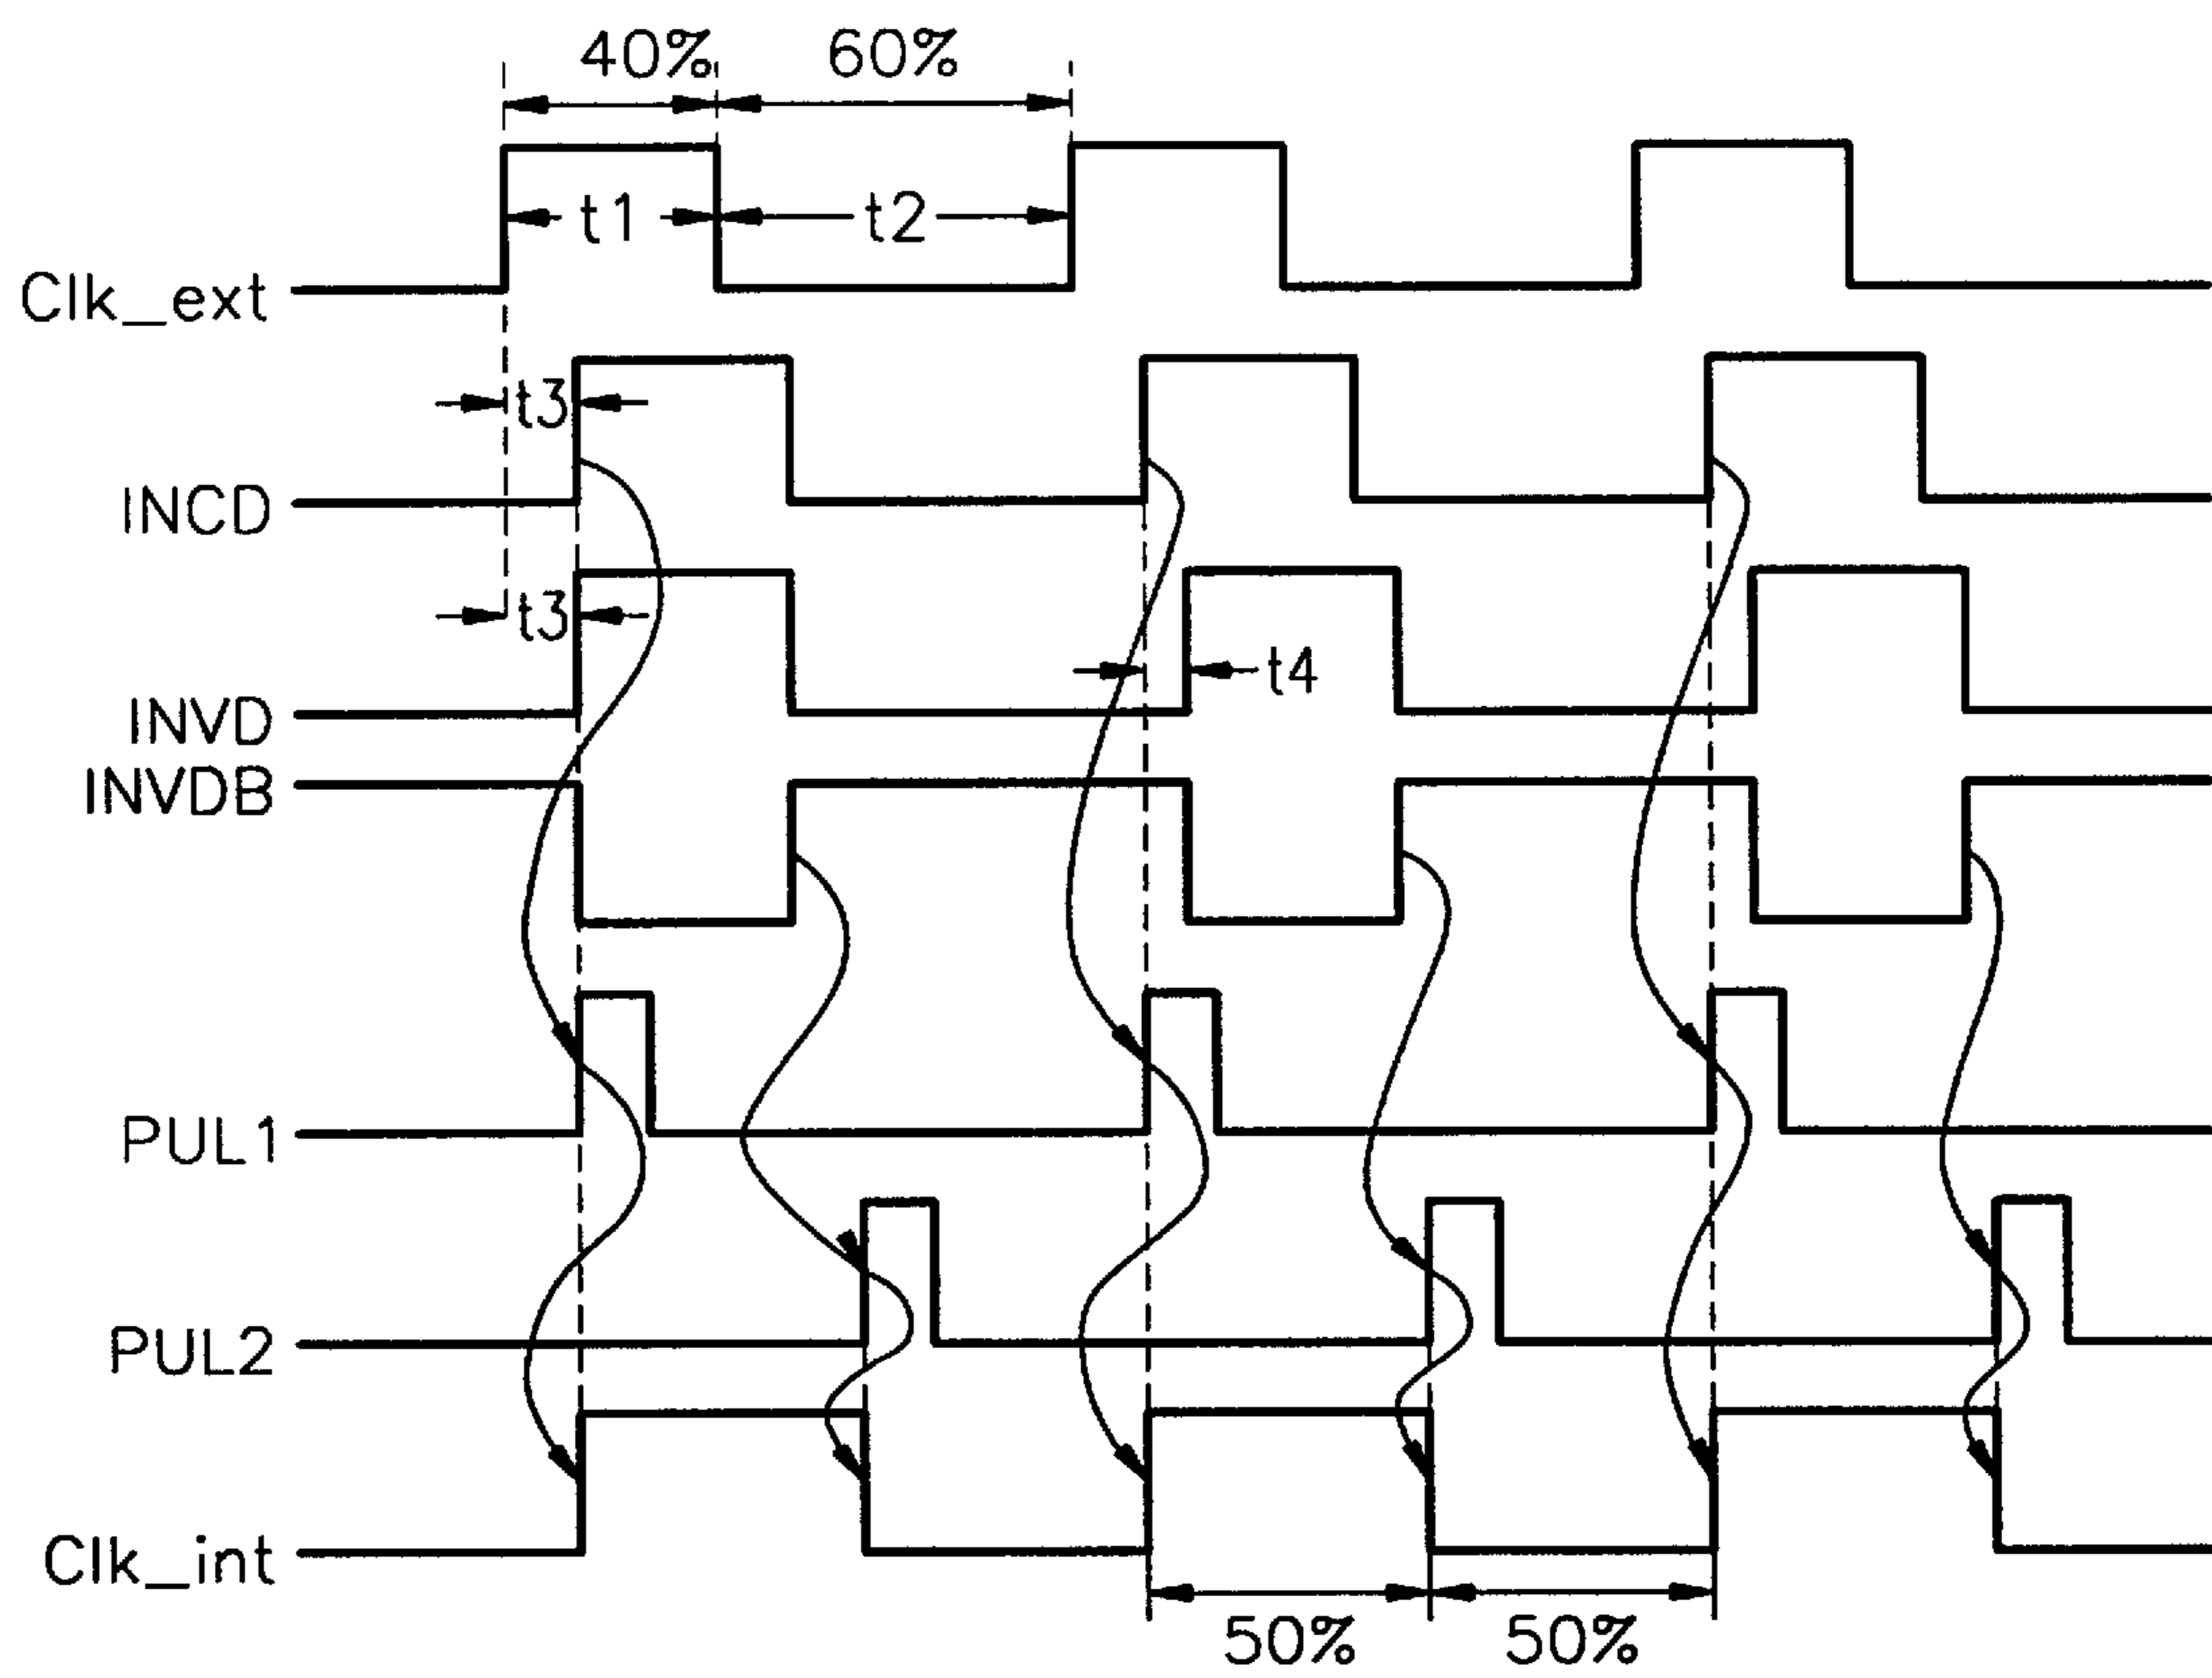 40% 60%
t1 t2
Clk_ext
t3
INCD
t3
t4
INVD
INVDB
PUL1
PUL2
Clk_int
50% 50%